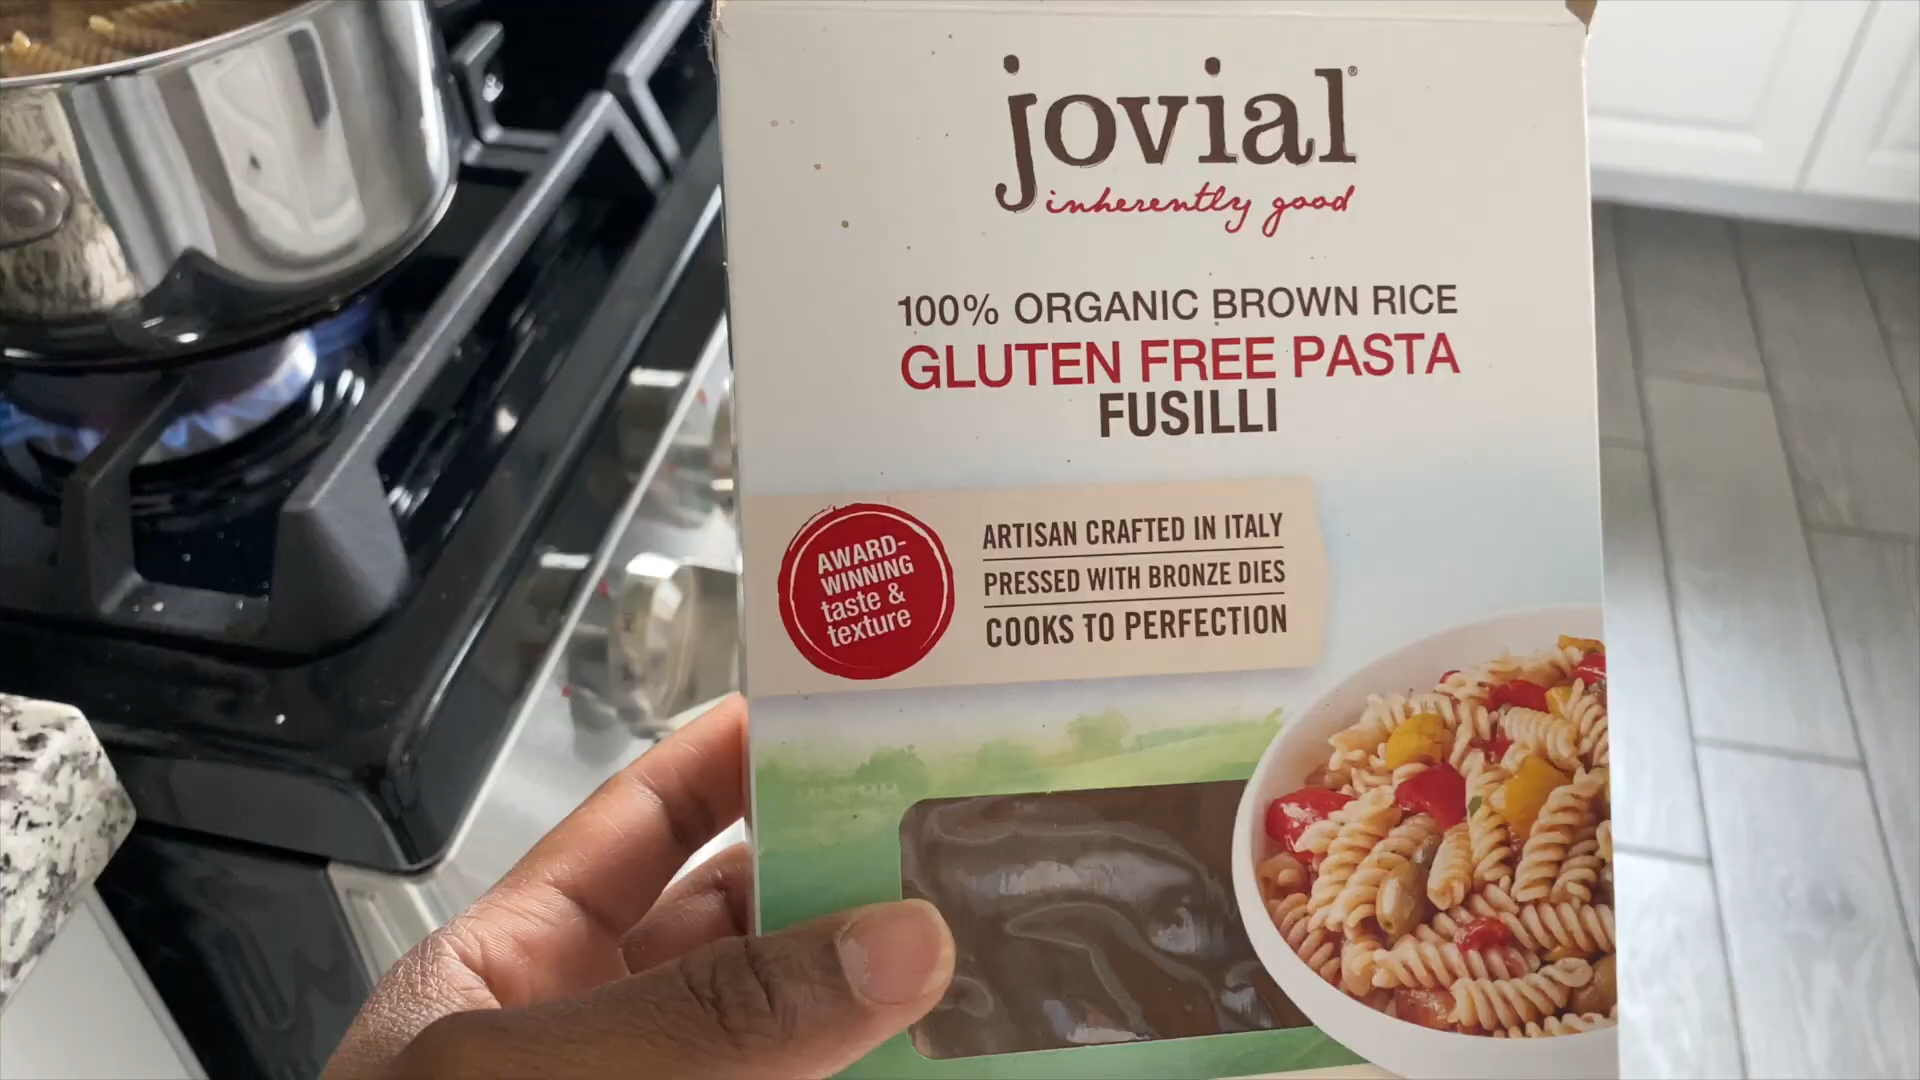 jovial®
inherently good
100% ORGANIC BROWN RICE
GLUTEN FREE PASTA
FUSILLI
AWARD-
WINNING
taste &
texture
ARTISAN CRAFTED IN ITALY
PRESSED WITH BRONZE DIES
COOKS TO PERFECTION